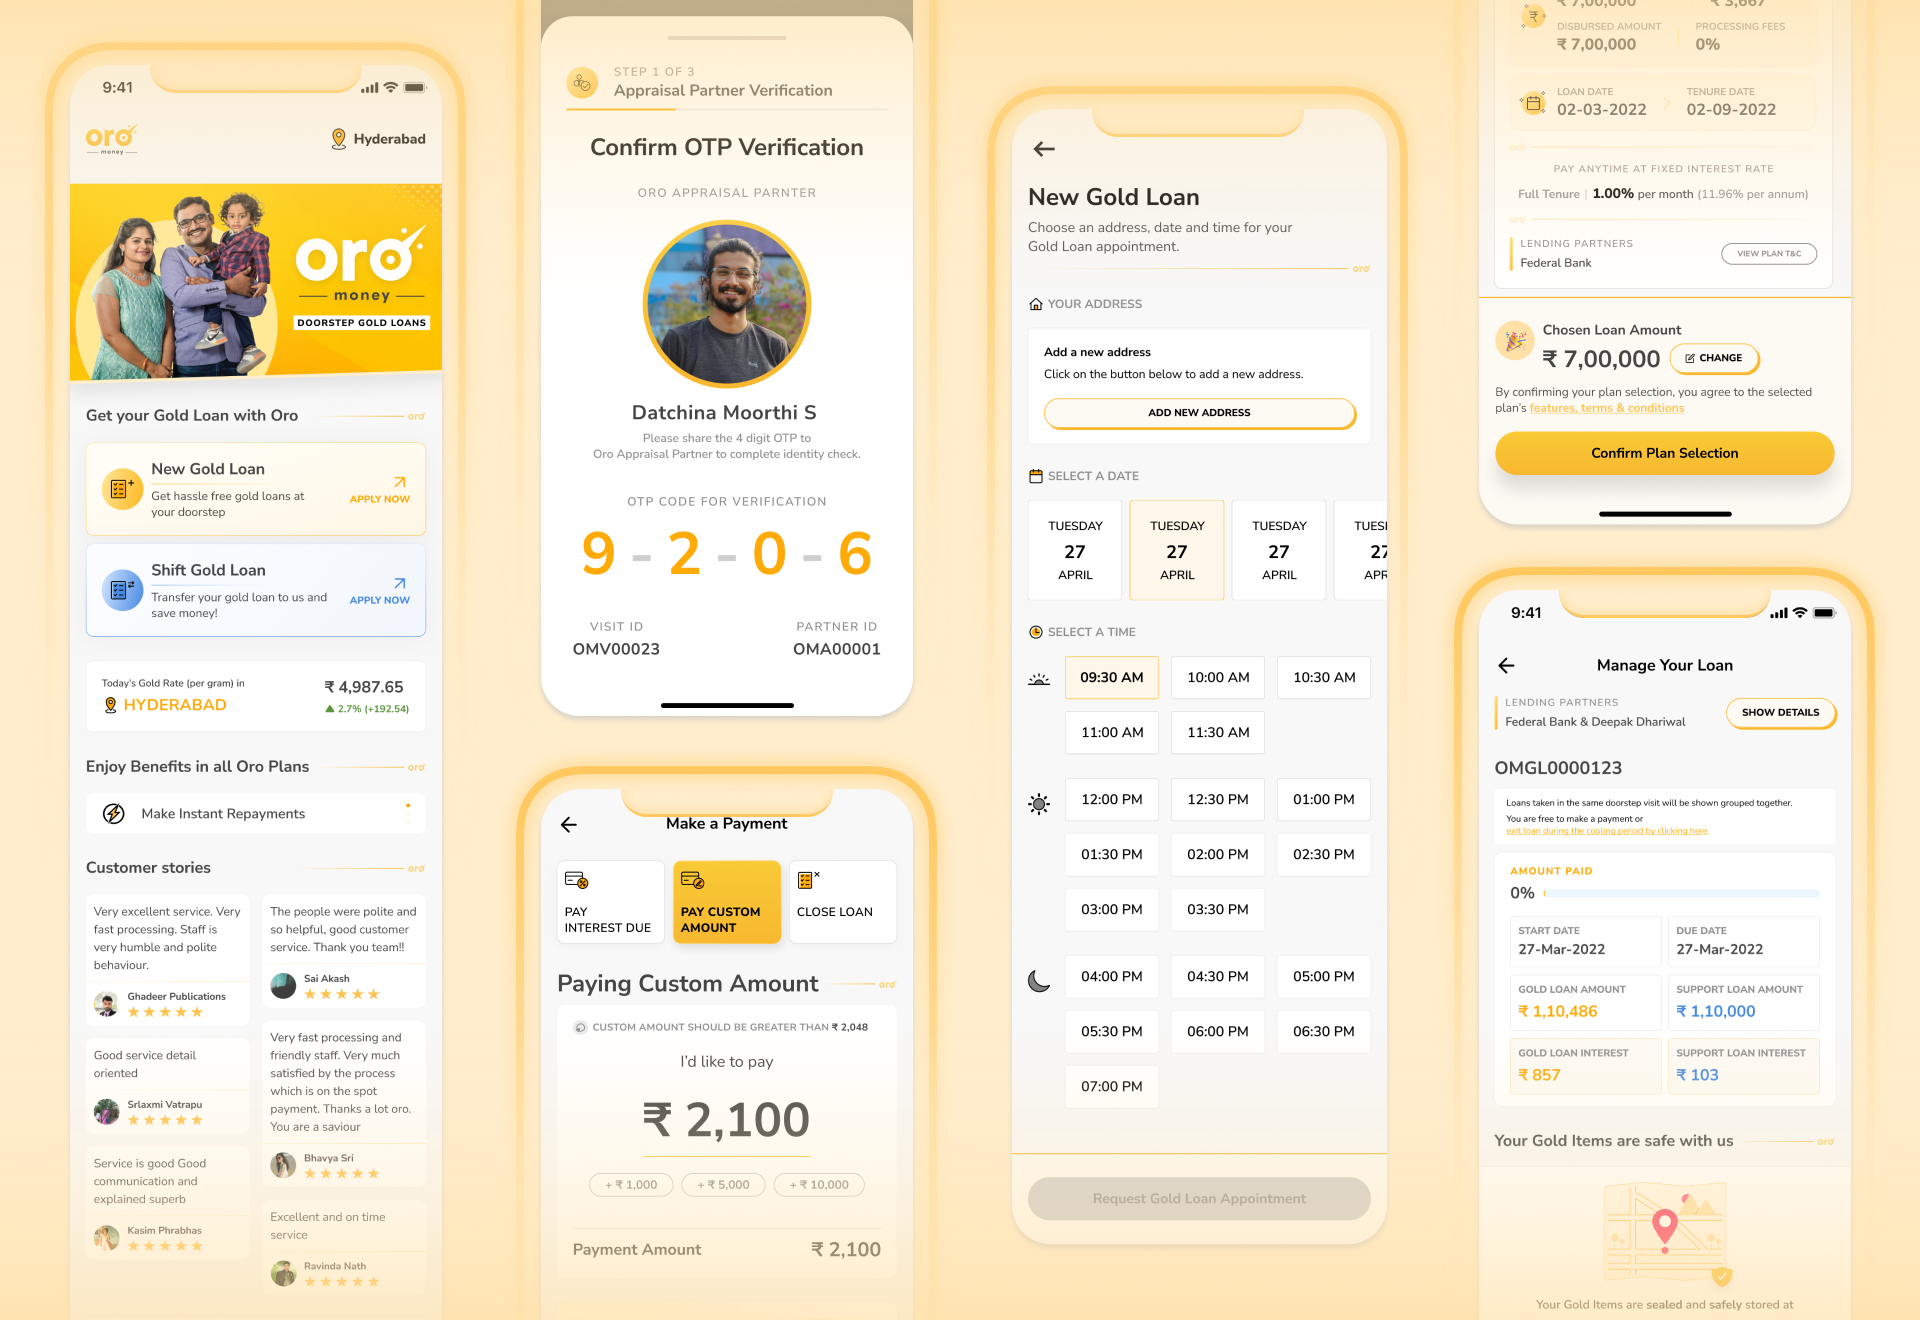 9:41
oro
money
Hyderabad
oro
money
DOORSTEP GOLD LOANS
Get your Gold Loan with Oro
oro
New Gold Loan
Get hassle free gold loans at
your doorstep
APPLY NOW
Shift Gold Loan
Transfer your gold loan to us and
save money!
APPLY NOW
Today's Gold Rate (per gram) in
HYDERABAD
₹ 4,987.65
2.7% (+192.54)
Enjoy Benefits in all Oro Plans
oro
Make Instant Repayments
Customer stories
oro
Very excellent service. Very
fast processing. Staff is
very humble and polite
behaviour.
Ghadeer Publications
Good service detail
oriented
Srlaxmi Vatrapu
Service is good Good
communication and
explained superb
Kasim Phrabhas
The people were polite and
so helpful, good customer
service. Thank you team!!
Sai Akash
Very fast processing and
friendly staff. Very much
satisfied by the process
which is on the spot
payment. Thanks a lot oro.
You are a saviour
Bhavya Sri
Excellent and on time
service
Ravinda Nath
STEP 1 OF 3
Appraisal Partner Verification
Confirm OTP Verification
ORO APPRAISAL PARNTER
Datchina Moorthi S
Please share the 4 digit OTP to
Oro Appraisal Partner to complete identity check.
OTP CODE FOR VERIFICATION
9 - 2 - 0 - 6
VISIT ID
OMV00023
PARTNER ID
OMA00001
Make a Payment
PAY
INTEREST DUE
PAY CUSTOM
AMOUNT
CLOSE LOAN
Paying Custom Amount
oro
CUSTOM AMOUNT SHOULD BE GREATER THAN ₹ 2,048
I'd like to pay
₹ 2,100
+ ₹ 1,000
+ ₹ 5,000
+ ₹ 10,000
Payment Amount
₹ 2,100
New Gold Loan
Choose an address, date and time for your
Gold Loan appointment.
oro
YOUR ADDRESS
Add a new address
Click on the button below to add a new address.
ADD NEW ADDRESS
SELECT A DATE
TUESDAY
27
APRIL
TUESDAY
27
APRIL
TUESDAY
27
APRIL
TUES
27
APR
SELECT A TIME
09:30 AM
10:00 AM
10:30 AM
11:00 AM
11:30 AM
12:00 PM
12:30 PM
01:00 PM
01:30 PM
02:00 PM
02:30 PM
03:00 PM
03:30 PM
04:00 PM
04:30 PM
05:00 PM
05:30 PM
06:00 PM
06:30 PM
07:00 PM
Request Gold Loan Appointment
₹ 7,00,000
₹ 3,667
DISBURSED AMOUNT
₹ 7,00,000
PROCESSING FEES
0%
LOAN DATE
02-03-2022
TENURE DATE
02-09-2022
oro
PAY ANYTIME AT FIXED INTEREST RATE
Full Tenure | 1.00% per month (11.96% per annum)
oro
LENDING PARTNERS
Federal Bank
VIEW PLAN T&C
Chosen Loan Amount
₹ 7,00,000
CHANGE
By confirming your plan selection, you agree to the selected
plan's features, terms & conditions
Confirm Plan Selection
9:41
Manage Your Loan
LENDING PARTNERS
Federal Bank & Deepak Dhariwal
SHOW DETAILS
OMGL0000123
Loans taken in the same doorstep visit will be shown grouped together.
You are free to make a payment or
exit loan during the cooling period by clicking here.
AMOUNT PAID
0%
START DATE
27-Mar-2022
DUE DATE
27-Mar-2022
GOLD LOAN AMOUNT
₹ 1,10,486
SUPPORT LOAN AMOUNT
₹ 1,10,000
GOLD LOAN INTEREST
₹ 857
SUPPORT LOAN INTEREST
₹ 103
Your Gold Items are safe with us
oro
Your Gold Items are sealed and safely stored at